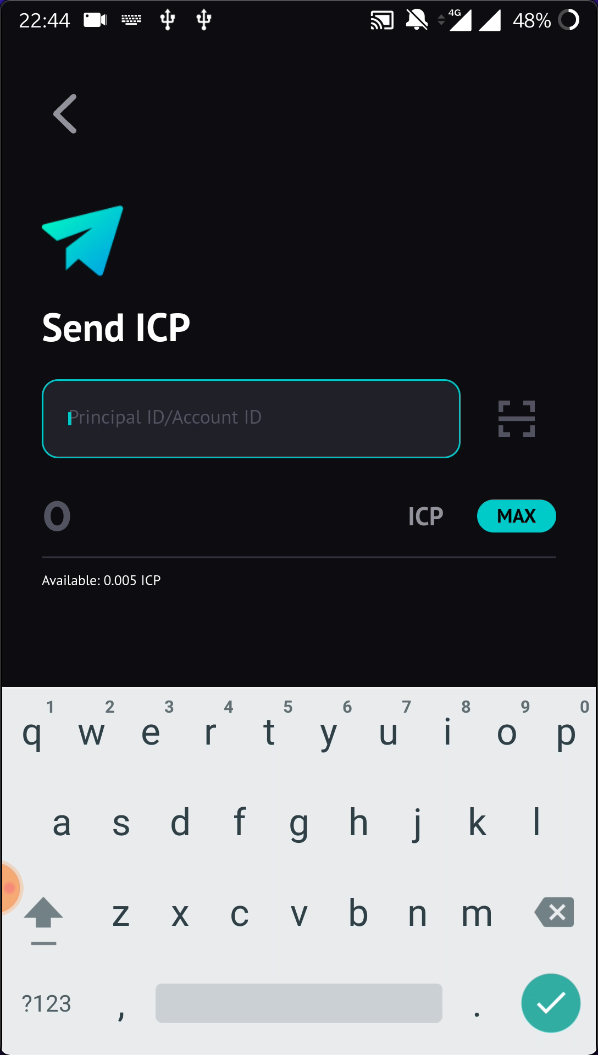 22:44 4G 48%
Send ICP
Principal ID/Account ID
0 ICP MAX
Available: 0.005 ICP
1 2 3 4 5 6 7 8 9 0
q w e r t y u i o p
a s d f g h j k l
z x c v b n m
?123 , .